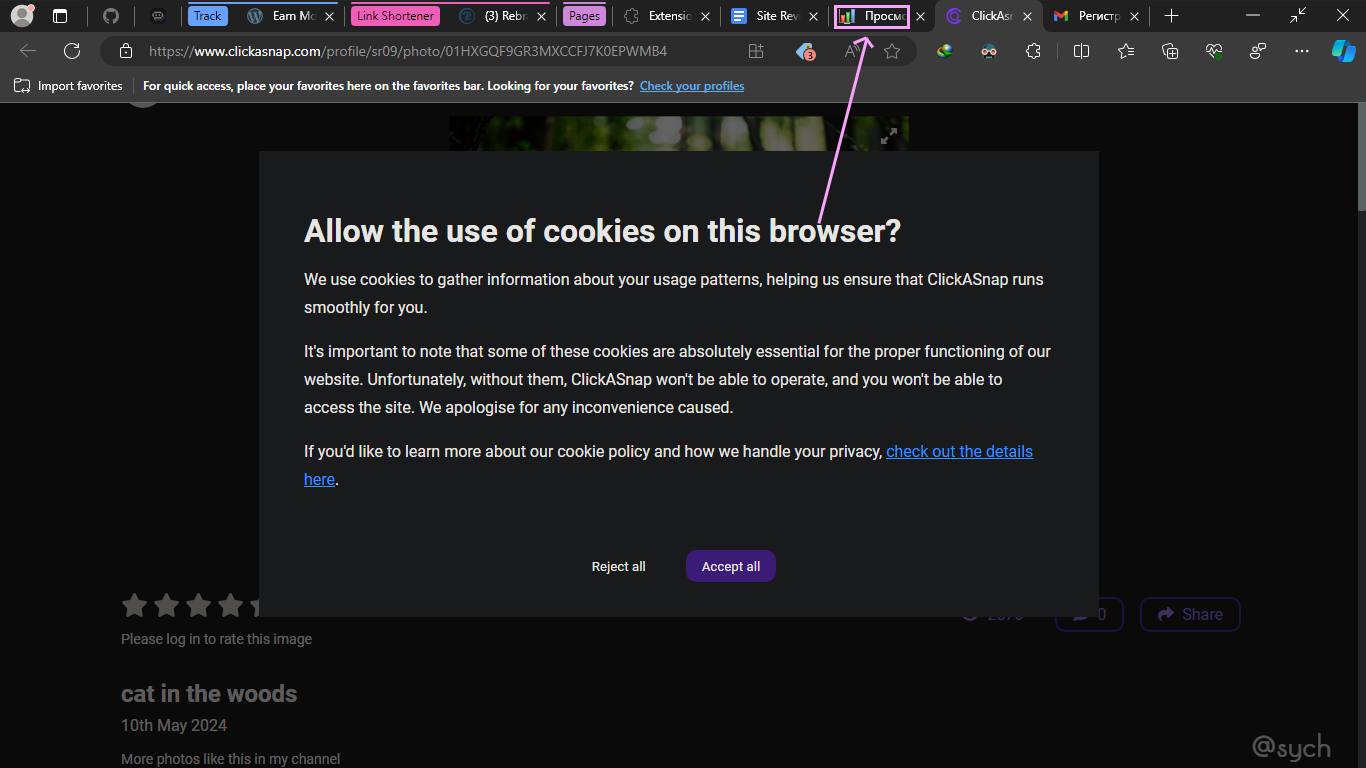 Track
Earn Mo
Link Shortener
(3) Rebra
Pages
Extensio
Site Rev
Просмо
ClickAsn
Регистр
https://www.clickasnap.com/profile/sr09/photo/01HXGQF9GR3MXCCFJ7K0EPWMB4
3
Import favorites
For quick access, place your favorites here on the favorites bar. Looking for your favorites? Check your profiles
Allow the use of cookies on this browser?
We use cookies to gather information about your usage patterns, helping us ensure that ClickASnap runs
smoothly for you.
It's important to note that some of these cookies are absolutely essential for the proper functioning of our
website. Unfortunately, without them, ClickASnap won't be able to operate, and you won't be able to
access the site. We apologise for any inconvenience caused.
If you'd like to learn more about our cookie policy and how we handle your privacy, check out the details
here.
Reject all
Accept all
0
Share
Please log in to rate this image
cat in the woods
10th May 2024
More photos like this in my channel
@sych